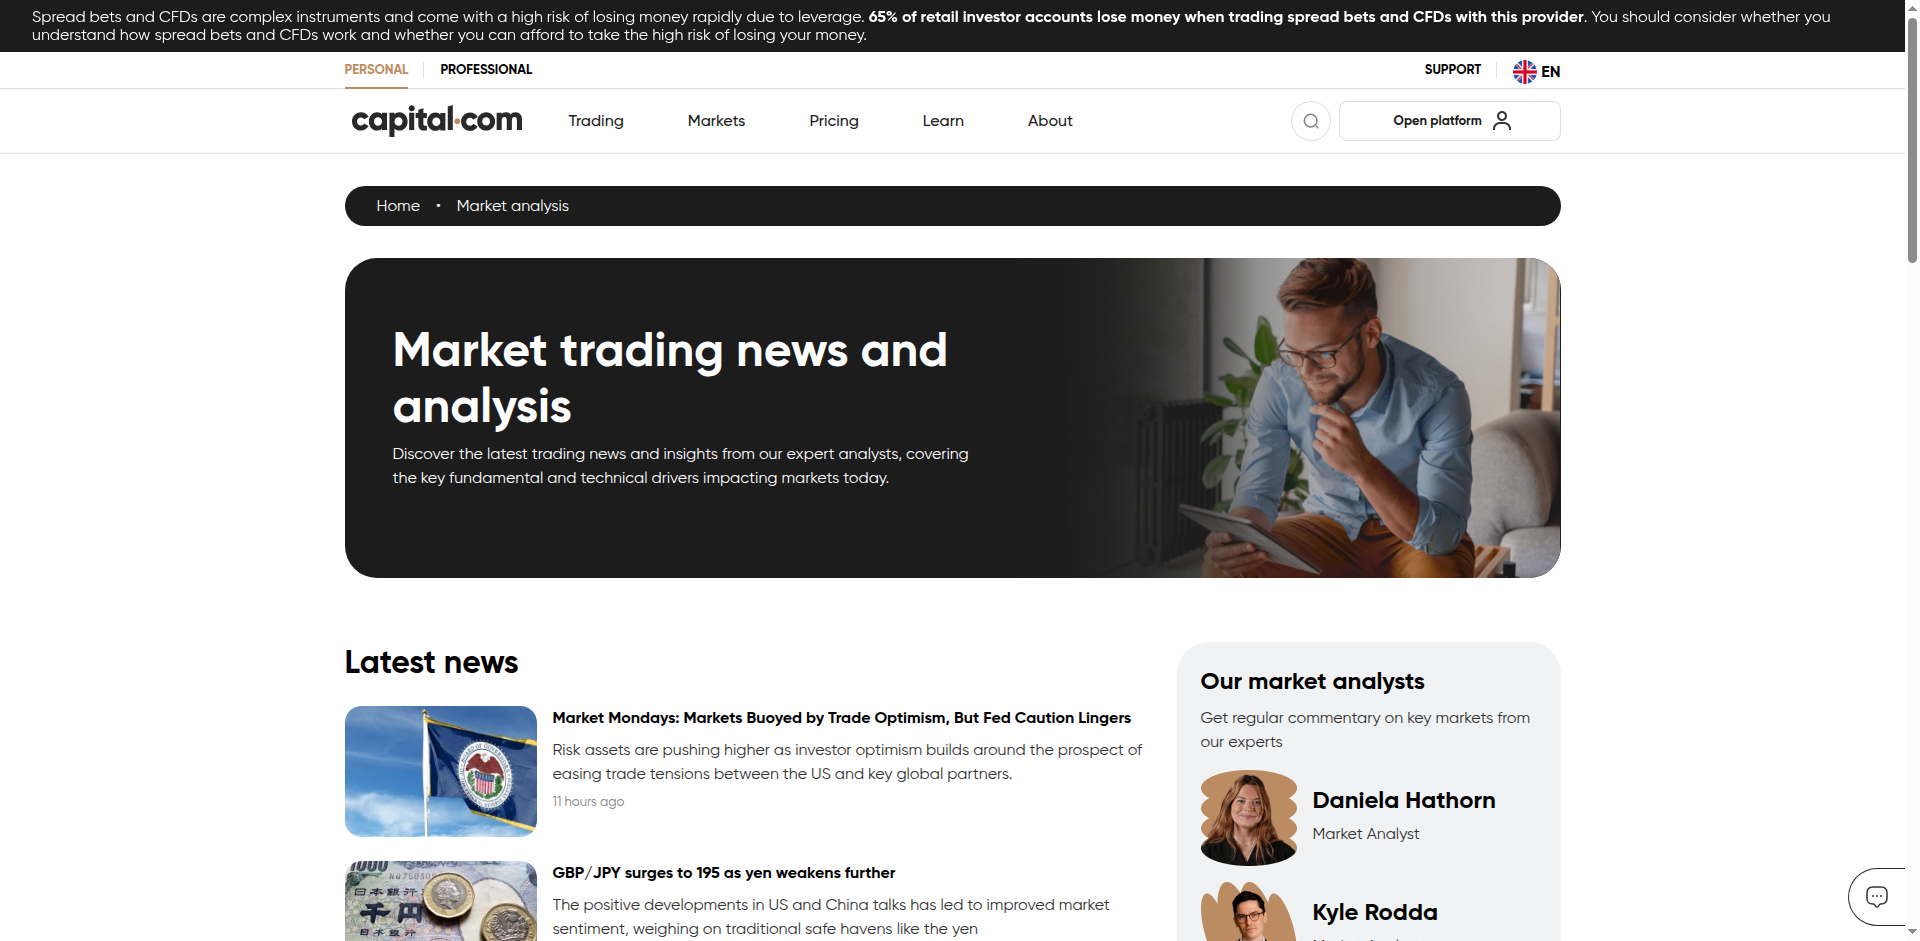 Spread bets and CFDs are complex instruments and come with a high risk of losing money rapidly due to leverage. 65% of retail investor accounts lose money when trading spread bets and CFDs with this provider. You should consider whether you
understand how spread bets and CFDs work and whether you can afford to take the high risk of losing your money.
PERSONAL
PROFESSIONAL
SUPPORT
EN
capital.com
Trading
Markets
Pricing
Learn
About
Open platform
Home • Market analysis
Market trading news and
analysis
Discover the latest trading news and insights from our expert analysts, covering
the key fundamental and technical drivers impacting markets today.
Latest news
Market Mondays: Markets Buoyed by Trade Optimism, But Fed Caution Lingers
Risk assets are pushing higher as investor optimism builds around the prospect of
easing trade tensions between the US and key global partners.
11 hours ago
GBP/JPY surges to 195 as yen weakens further
The positive developments in US and China talks has led to improved market
sentiment, weighing on traditional safe havens like the yen
Our market analysts
Get regular commentary on key markets from
our experts
Daniela Hathorn
Market Analyst
Kyle Rodda